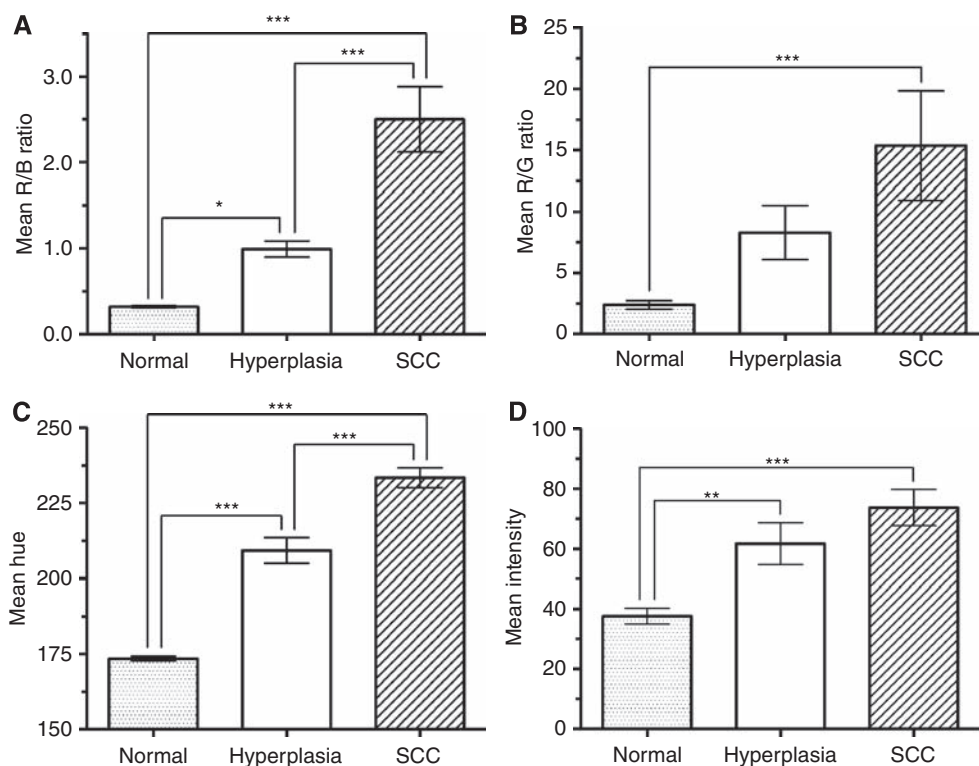 A
Mean R/B ratio
3.0
2.0
1.0
0.0
***
***
*
Normal Hyperplasia SCC
B
Mean R/G ratio
25
20
15
10
5
0
***
Normal Hyperplasia SCC
C
Mean hue
250
225
200
175
150
***
***
***
Normal Hyperplasia SCC
D
Mean intensity
100
80
60
40
20
0
***
**
Normal Hyperplasia SCC